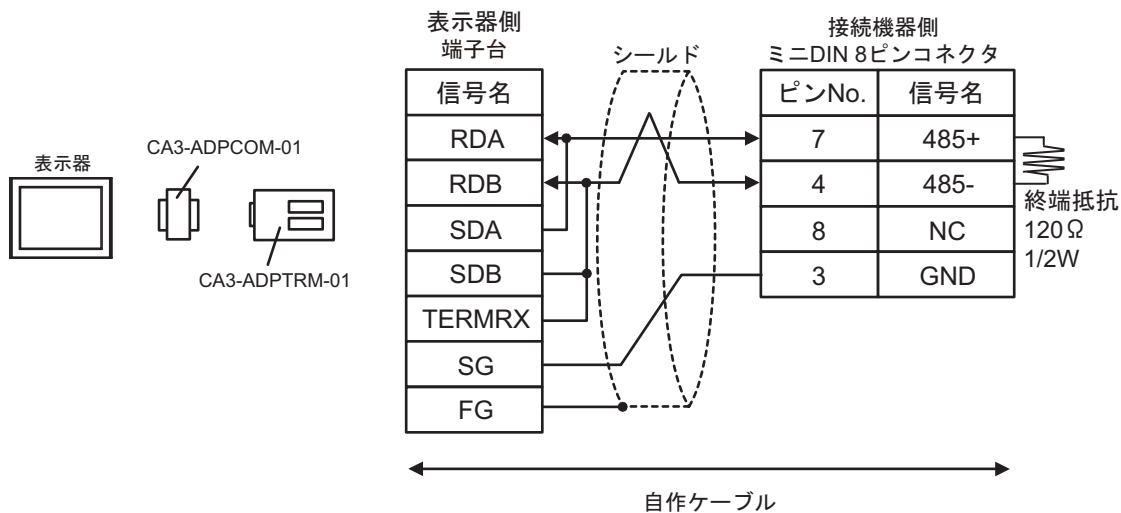 表示器
CA3-ADPCOM-01
CA3-ADPTRM-01
表示器側
端子台
信号名
RDA
RDB
SDA
SDB
TERMRX
SG
FG
シールド
接続機器側
ミニDIN 8ピンコネクタ
ピンNo. 信号名
7 485+
4 485-
8 NC
3 GND
終端抵抗
120Ω
1/2W
自作ケーブル